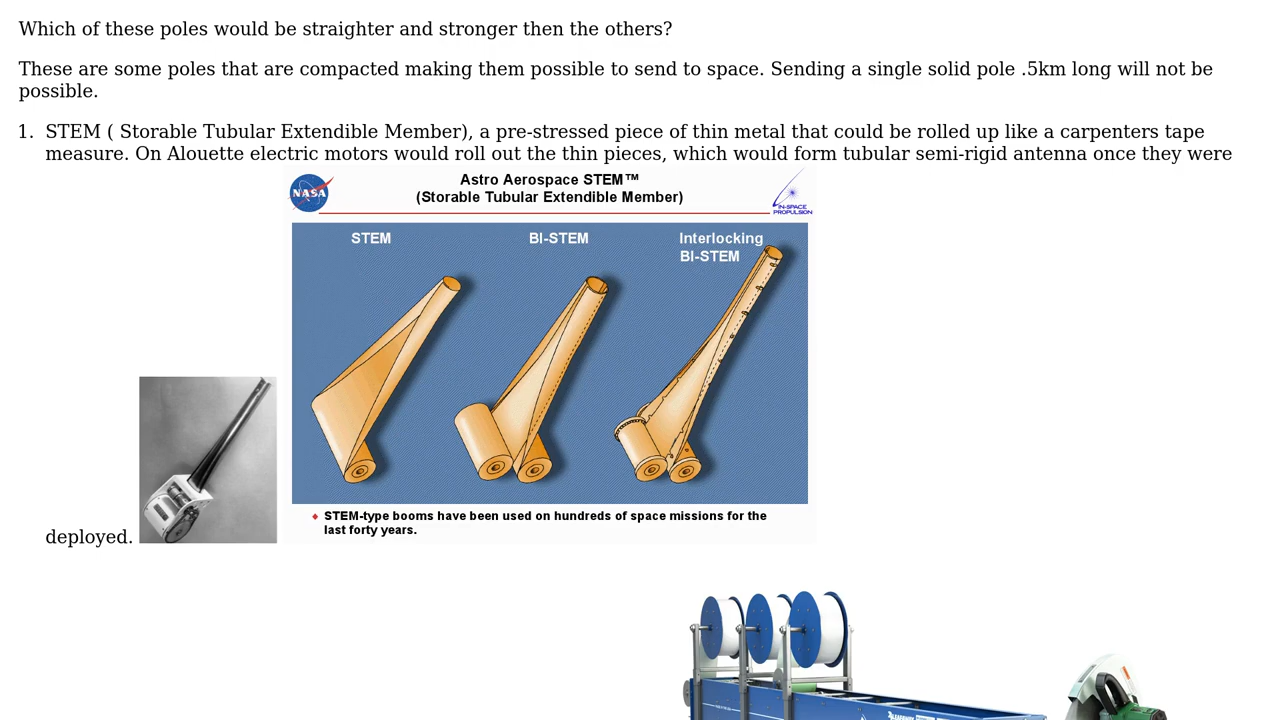 Which of these poles would be straighter and stronger then the others?
These are some poles that are compacted making them possible to send to space. Sending a single solid pole .5km long will not be
possible.
1. STEM ( Storable Tubular Extendible Member), a pre-stressed piece of thin metal that could be rolled up like a carpenters tape
measure. On Alouette electric motors would roll out the thin pieces, which would form tubular semi-rigid antenna once they were
NASA
Astro Aerospace STEM™
(Storable Tubular Extendible Member)
IN-SPACE
PROPULSION
STEM
BI-STEM
Interlocking
BI-STEM
STEM-type booms have been used on hundreds of space missions for the
last forty years.
deployed.